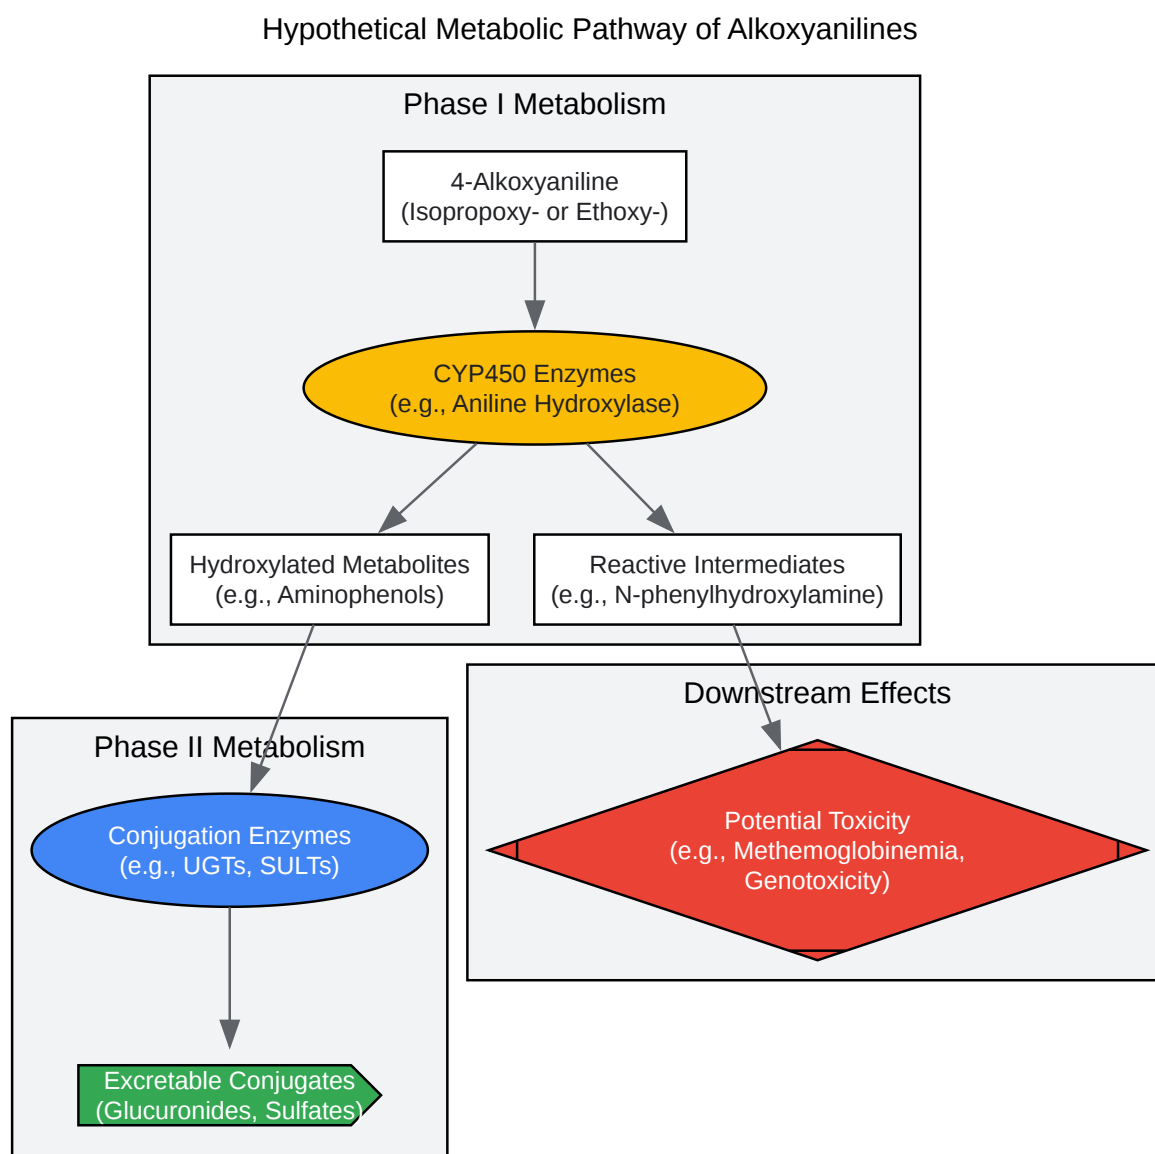 Hypothetical Metabolic Pathway of Alkoxyanilines
Phase I Metabolism
4-Alkoxyaniline
(Isopropoxy- or Ethoxy-)
CYP450 Enzymes
(e.g., Aniline Hydroxylase)
Hydroxylated Metabolites
(e.g., Aminophenols)
Reactive Intermediates
(e.g., N-phenylhydroxylamine)
Downstream Effects
Potential Toxicity
(e.g., Methemoglobinemia,
Genotoxicity)
Phase II Metabolism
Conjugation Enzymes
(e.g., UGTs, SULTs)
Excretable Conjugates
(Glucuronides, Sulfates)